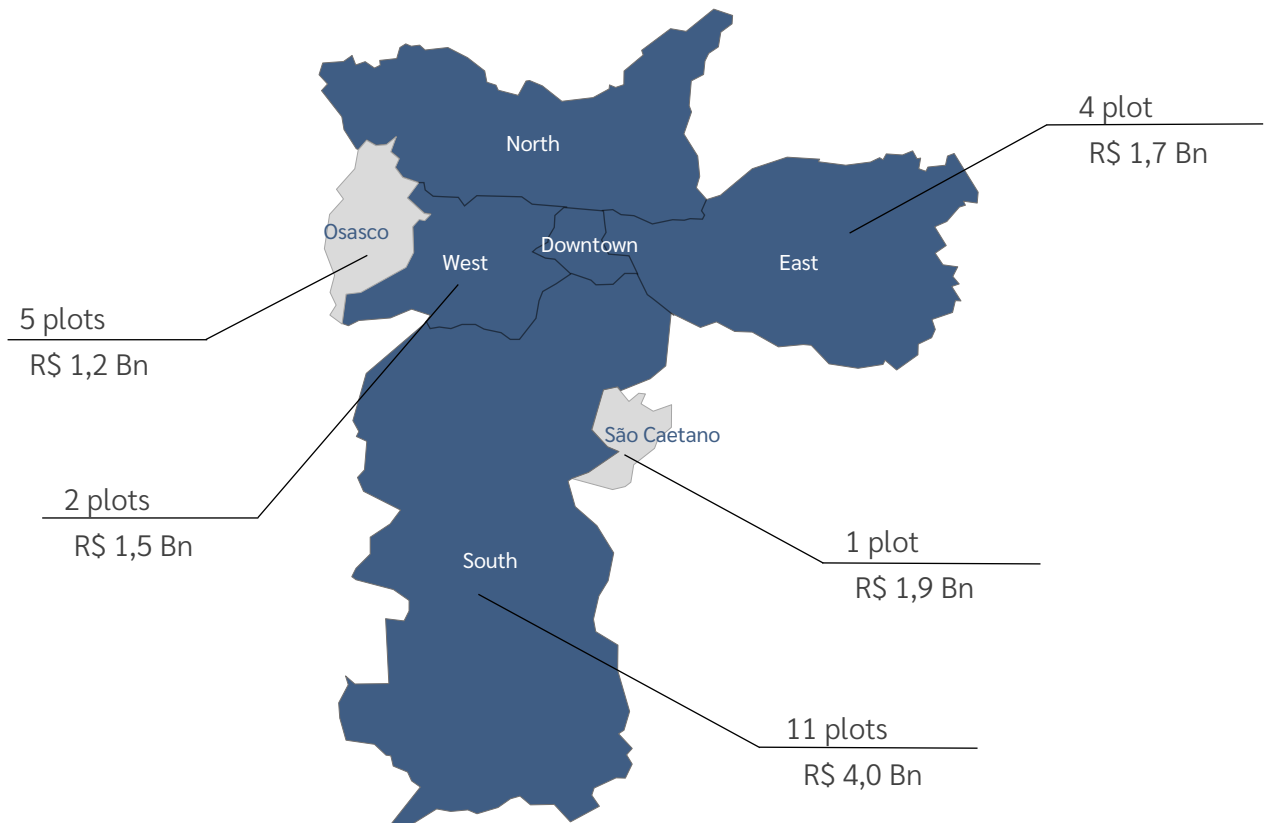 4 plot
R$ 1,7 Bn
North
Osasco
Downtown
West
East
5 plots
R$ 1,2 Bn
São Caetano
2 plots
R$ 1,5 Bn
1 plot
R$ 1,9 Bn
South
11 plots
R$ 4,0 Bn